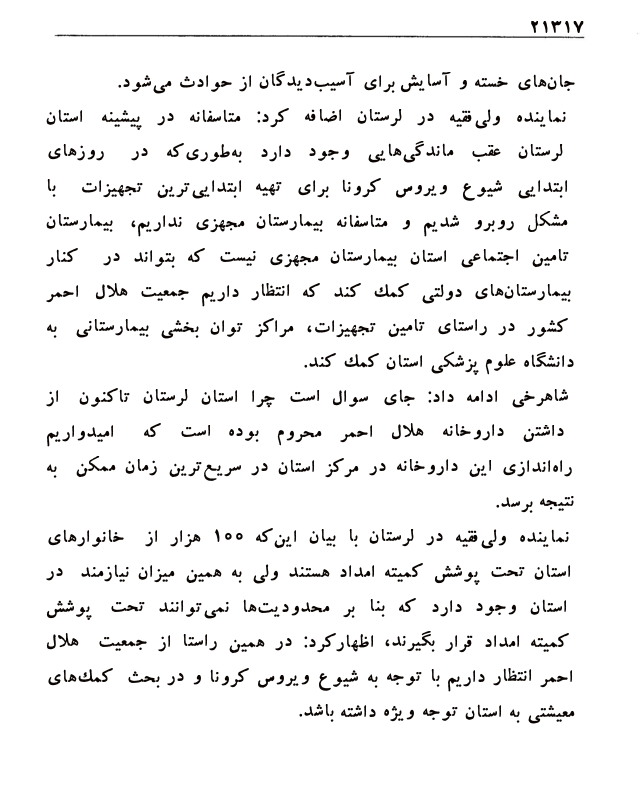 ۲۱۳۱۷
جان‌های خسته و آسایش برای آسیب‌دیدگان از حوادث می‌شود.
نماینده ولی‌فقیه در لرستان اضافه کرد: متاسفانه در پیشینه استان
لرستان عقب ماندگی‌هایی وجود دارد به‌طوری‌که در روزهای
ابتدایی شیوع ویروس کرونا برای تهیه ابتدایی‌ترین تجهیزات با
مشکل روبرو شدیم و متاسفانه بیمارستان مجهزی نداریم، بیمارستان
تامین اجتماعی استان بیمارستان مجهزی نیست که بتواند در کنار
بیمارستان‌های دولتی کمك کند که انتظار داریم جمعیت هلال احمر
کشور در راستای تامین تجهیزات، مراکز توان بخشی بیمارستانی به
دانشگاه علوم پزشکی استان کمك کند.
شاهرخی ادامه داد: جای سوال است چرا استان لرستان تاکنون از
داشتن داروخانه هلال احمر محروم بوده است که امیدواریم
راه‌اندازی این داروخانه در مرکز استان در سریع‌ترین زمان ممکن به
نتیجه برسد.
نماینده ولی‌فقیه در لرستان با بیان این‌که ۱۰۰ هزار از خانوارهای
استان تحت پوشش کمیته امداد هستند ولی به همین میزان نیازمند در
استان وجود دارد که بنا بر محدودیت‌ها نمی‌توانند تحت پوشش
کمیته امداد قرار بگیرند، اظهارکرد: در همین راستا از جمعیت هلال
احمر انتظار داریم با توجه به شیوع ویروس کرونا و در بحث کمك‌های
معیشتی به استان توجه ویژه داشته باشد.